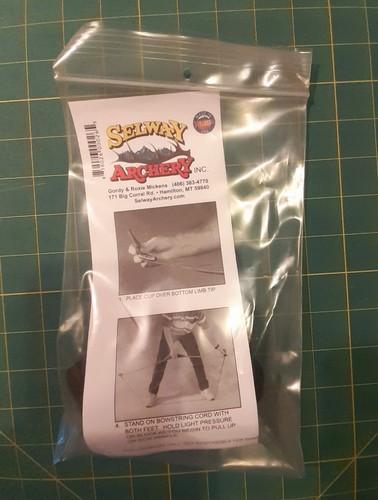 SELWAY
ARCHERY INC.
Gordy & Roxie Mickens (406) 363-4770
171 Big Corral Rd. • Hamilton, MT 59840
SelwayArchery.com
1. PLACE CUP OVER BOTTOM LIMB TIP
4. STAND ON BOWSTRING CORD WITH
BOTH FEET. HOLD LIGHT PRESSURE